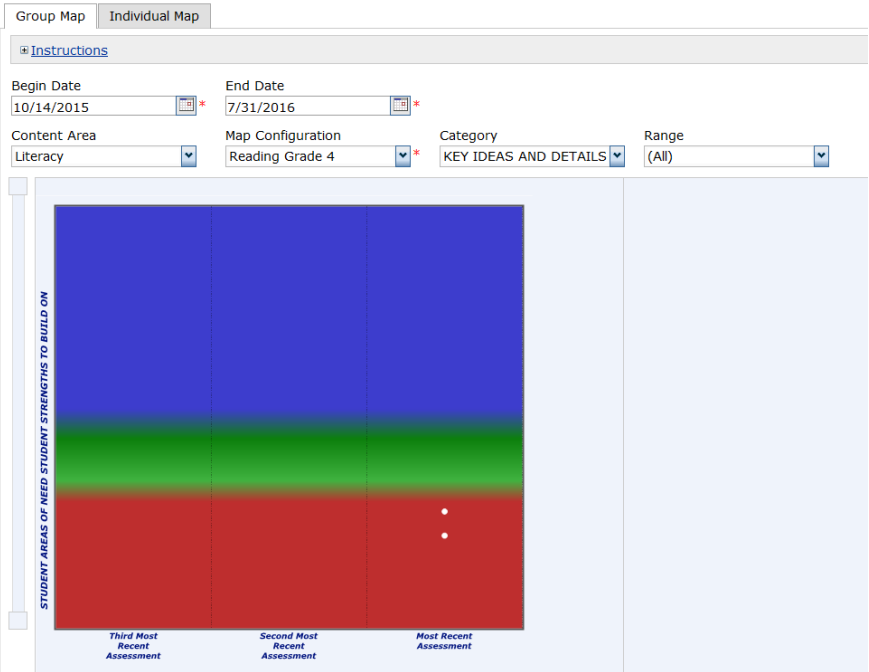 Group Map
Individual Map
Instructions
Begin Date
End Date
10/14/2015
*
7/31/2016
*
Content Area
Map Configuration
Category
Range
Literacy
Reading Grade 4
*
KEY IDEAS AND DETAILS
(All)
STUDENT AREAS OF NEED STUDENT STRENGTHS TO BUILD ON
Third Most
Recent
Assessment
Second Most
Recent
Assessment
Most Recent
Assessment